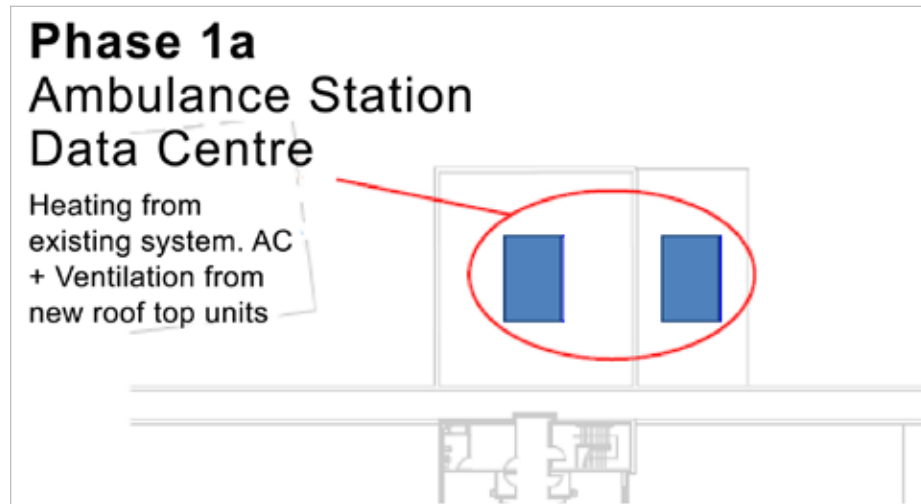 Phase 1a
Ambulance Station
Data Centre
Heating from
existing system. AC
+ Ventilation from
new roof top units